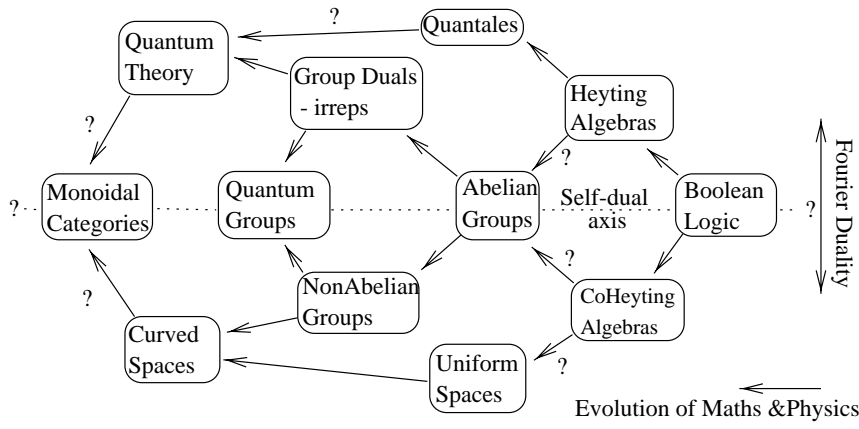 ?
Quantales
Quantum
Theory
Group Duals
- irreps
Heyting
Algebras
?
?
Monoidal
Categories
?
Quantum
Groups
Abelian
Groups
Self-dual
axis
Boolean
Logic
?
Fourier Duality
?
NonAbelian
Groups
CoHeyting
Algebras
?
Curved
Spaces
Uniform
Spaces
?
Evolution of Maths &Physics